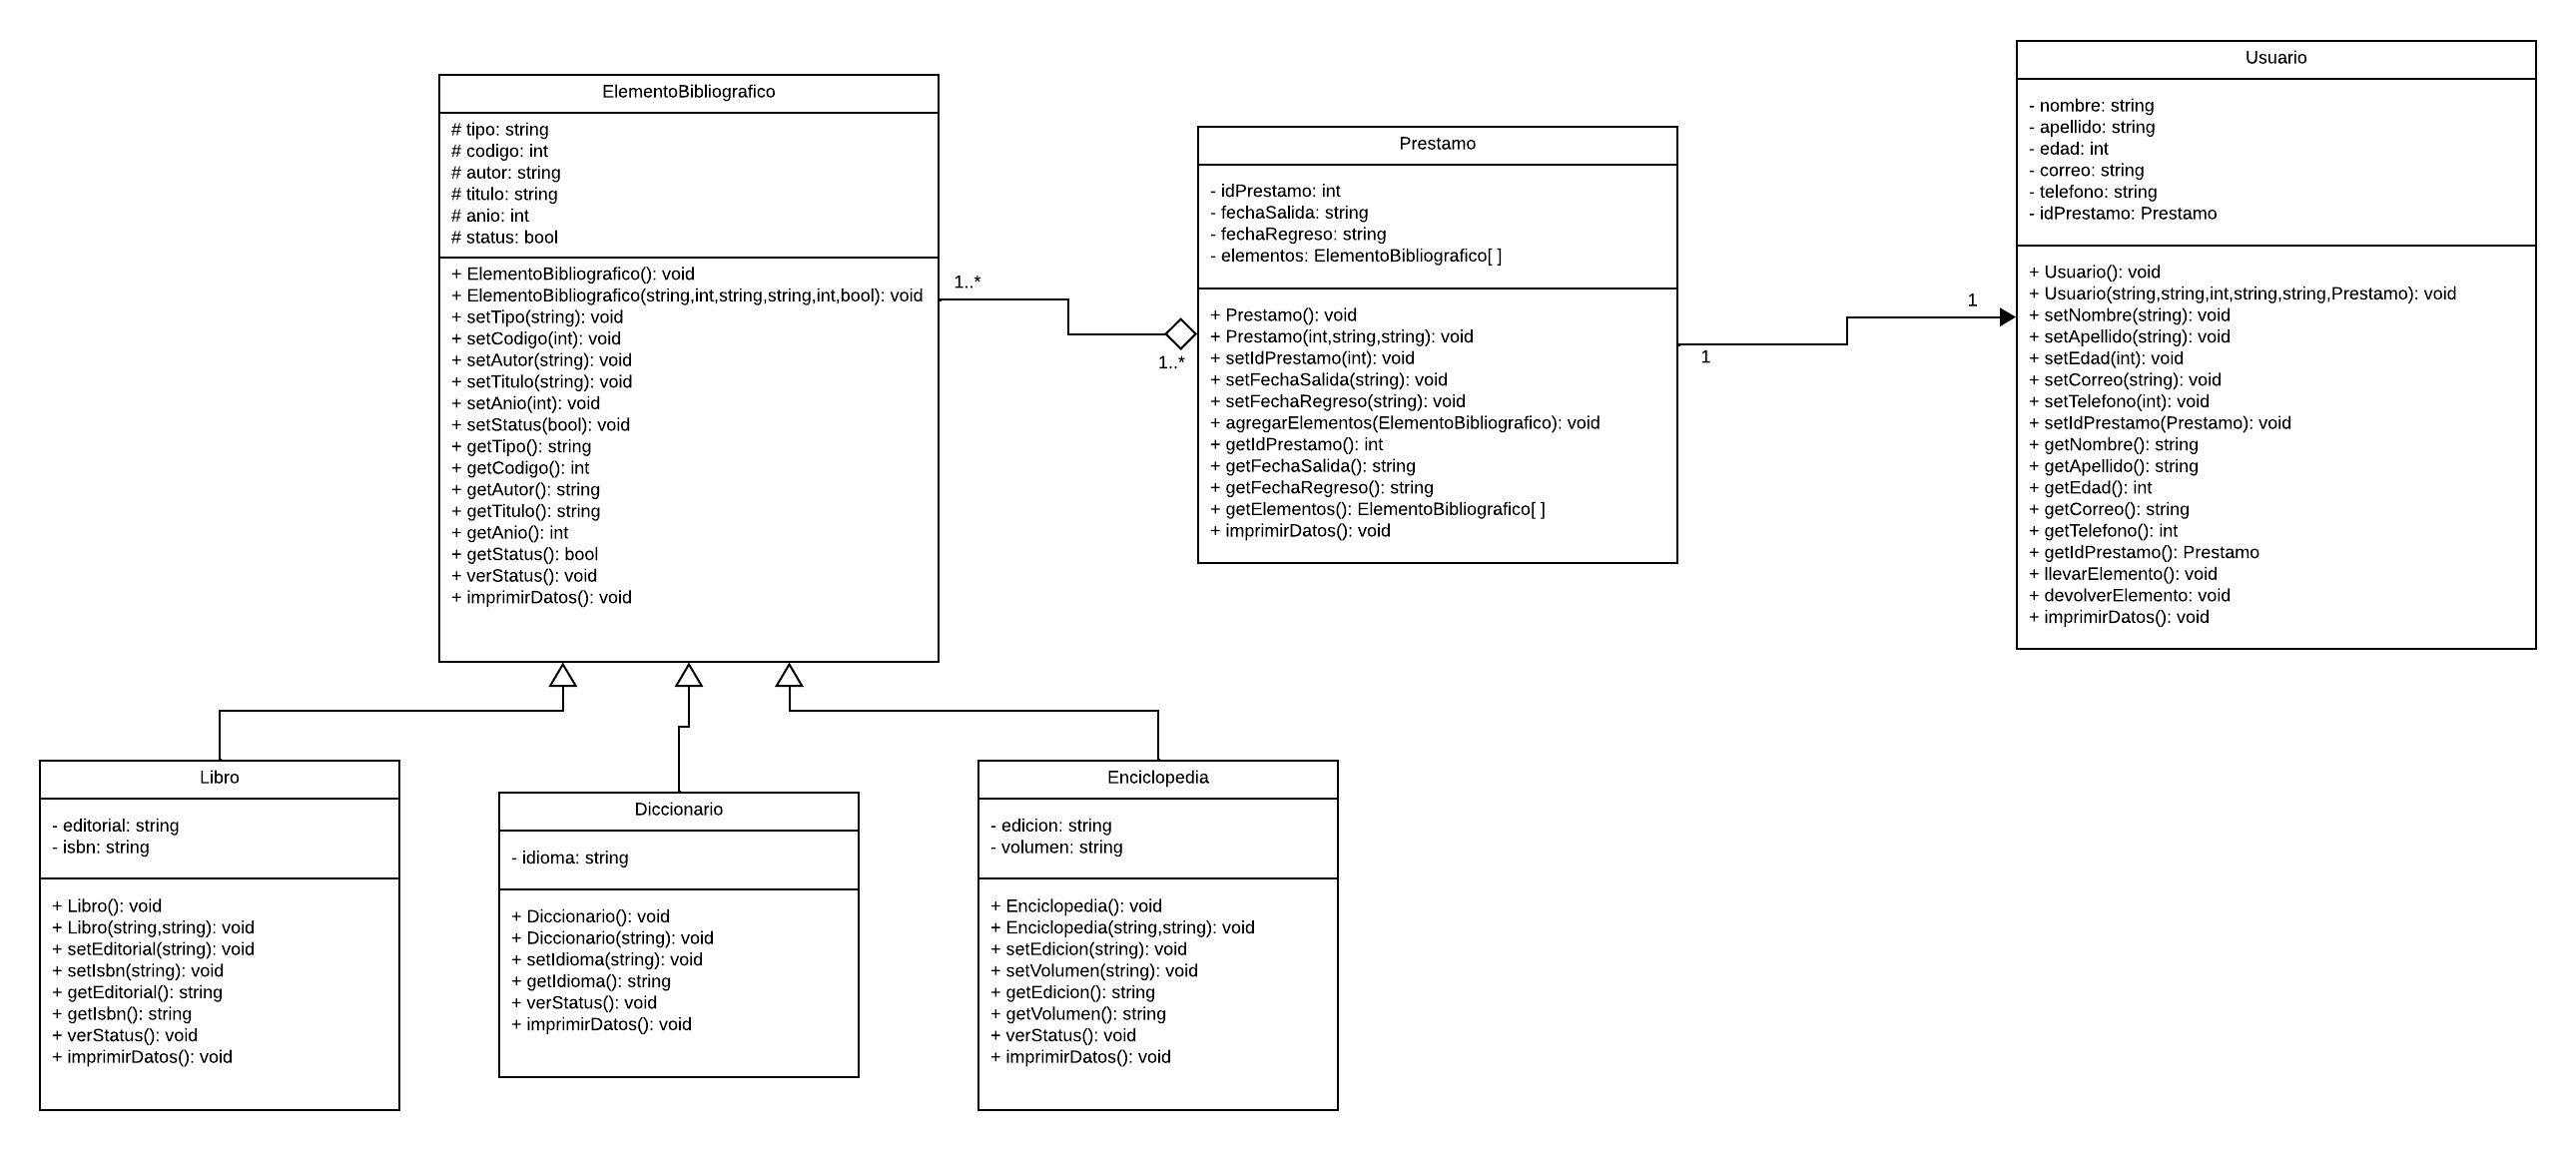 ElementoBibliografico
# tipo: string
# codigo: int
# autor: string
# titulo: string
# anio: int
# status: bool
+ ElementoBibliografico(): void
+ ElementoBibliografico(string,int,string,string,int,bool): void
+ setTipo(string): void
+ setCodigo(int): void
+ setAutor(string): void
+ setTitulo(string): void
+ setAnio(int): void
+ setStatus(bool): void
+ getTipo(): string
+ getCodigo(): int
+ getAutor(): string
+ getTitulo(): string
+ getAnio(): int
+ getStatus(): bool
+ verStatus(): void
+ imprimirDatos(): void
1..*
1..*
Prestamo
- idPrestamo: int
- fechaSalida: string
- fechaRegreso: string
- elementos: ElementoBibliografico[ ]
+ Prestamo(): void
+ Prestamo(int,string,string): void
+ setIdPrestamo(int): void
+ setFechaSalida(string): void
+ setFechaRegreso(string): void
+ agregarElementos(ElementoBibliografico): void
+ getIdPrestamo(): int
+ getFechaSalida(): string
+ getFechaRegreso(): string
+ getElementos(): ElementoBibliografico[ ]
+ imprimirDatos(): void
1
1
Usuario
- nombre: string
- apellido: string
- edad: int
- correo: string
- telefono: string
- idPrestamo: Prestamo
+ Usuario(): void
+ Usuario(string,string,int,string,string,Prestamo): void
+ setNombre(string): void
+ setApellido(string): void
+ setEdad(int): void
+ setCorreo(string): void
+ setTelefono(int): void
+ setIdPrestamo(Prestamo): void
+ getNombre(): string
+ getApellido(): string
+ getEdad(): int
+ getCorreo(): string
+ getTelefono(): int
+ getIdPrestamo(): Prestamo
+ llevarElemento(): void
+ devolverElemento: void
+ imprimirDatos(): void
Libro
- editorial: string
- isbn: string
+ Libro(): void
+ Libro(string,string): void
+ setEditorial(string): void
+ setIsbn(string): void
+ getEditorial(): string
+ getIsbn(): string
+ verStatus(): void
+ imprimirDatos(): void
Diccionario
- idioma: string
+ Diccionario(): void
+ Diccionario(string): void
+ setIdioma(string): void
+ getIdioma(): string
+ verStatus(): void
+ imprimirDatos(): void
Enciclopedia
- edicion: string
- volumen: string
+ Enciclopedia(): void
+ Enciclopedia(string,string): void
+ setEdicion(string): void
+ setVolumen(string): void
+ getEdicion(): string
+ getVolumen(): string
+ verStatus(): void
+ imprimirDatos(): void